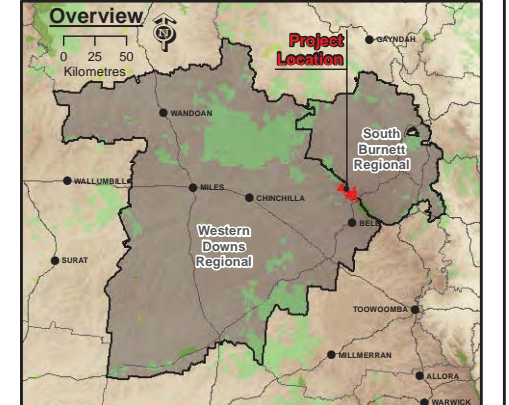 Overview
0 25 50
Kilometres
N
Project
Location
GAYNDAH
WANDOAN
South
Burnett
Regional
WALLUMBILLA
MILES
CHINCHILLA
BELL
Western
Downs
Regional
SURAT
TOOWOOMBA
MILLMERRAN
ALLORA
WARWICK